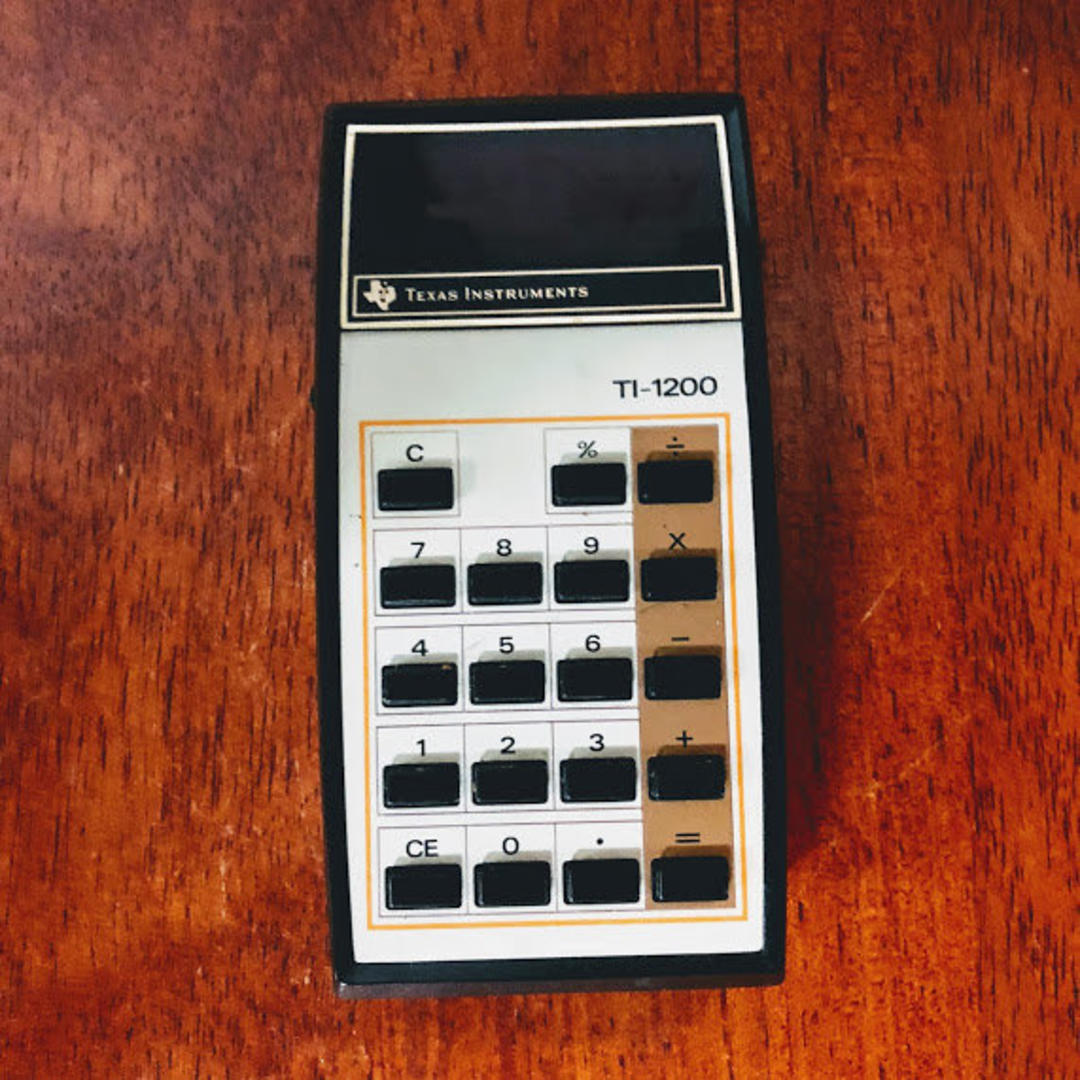 TEXAS INSTRUMENTS
TI-1200
C % ÷
7 8 9 X
4 5 6 −
1 2 3 +
CE 0 . =